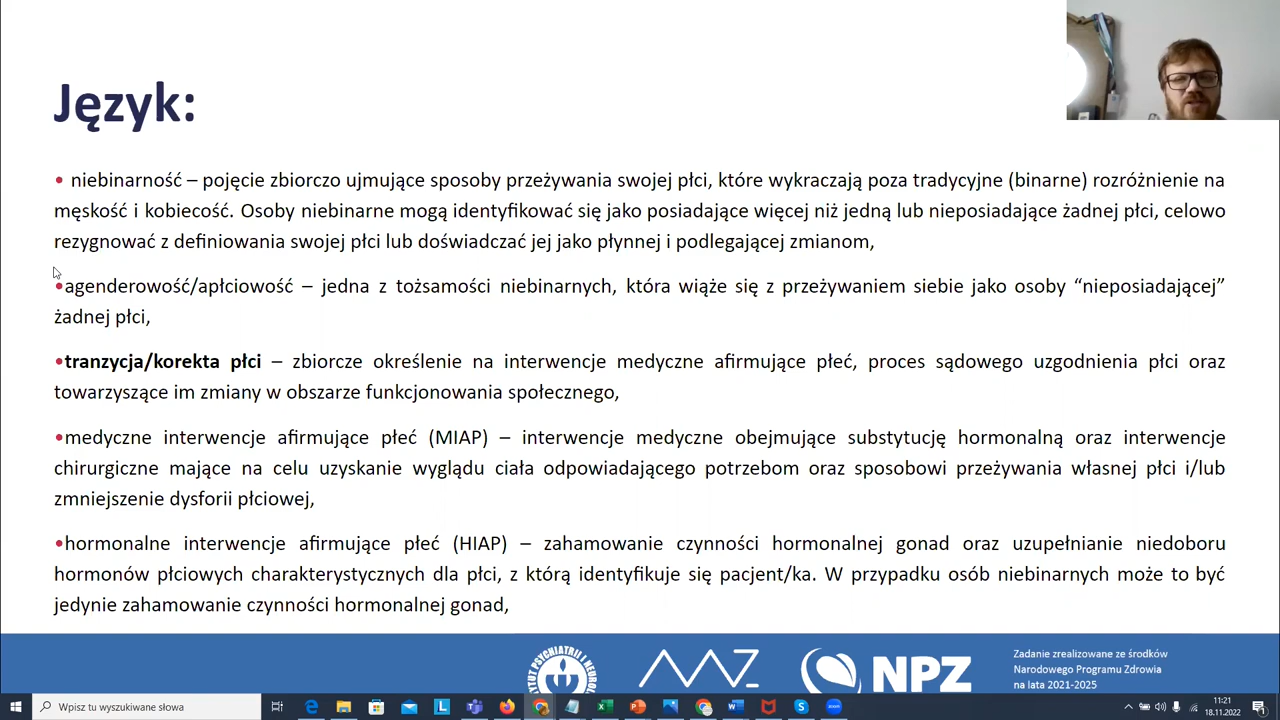 Język:
• niebinarność – pojęcie zbiorczo ujmujące sposoby przeżywania swojej płci, które wykraczają poza tradycyjne (binarne) rozróżnienie na
męskość i kobiecość. Osoby niebinarne mogą identyfikować się jako posiadające więcej niż jedną lub nieposiadające żadnej płci, celowo
rezygnować z definiowania swojej płci lub doświadczać jej jako płynnej i podlegającej zmianom,
•agenderowość/apłciowość – jedna z tożsamości niebinarnych, która wiąże się z przeżywaniem siebie jako osoby “nieposiadającej”
żadnej płci,
•tranzycja/korekta płci – zbiorcze określenie na interwencje medyczne afirmujące płeć, proces sądowego uzgodnienia płci oraz
towarzyszące im zmiany w obszarze funkcjonowania społecznego,
•medyczne interwencje afirmujące płeć (MIAP) – interwencje medyczne obejmujące substytucję hormonalną oraz interwencje
chirurgiczne mające na celu uzyskanie wyglądu ciała odpowiadającego potrzebom oraz sposobowi przeżywania własnej płci i/lub
zmniejszenie dysforii płciowej,
•hormonalne interwencje afirmujące płeć (HIAP) – zahamowanie czynności hormonalnej gonad oraz uzupełnianie niedoboru
hormonów płciowych charakterystycznych dla płci, z którą identyfikuje się pacjent/ka. W przypadku osób niebinarnych może to być
jedynie zahamowanie czynności hormonalnej gonad,
NPZ
Zadanie zrealizowane ze środków
Narodowego Programu Zdrowia
na lata 2021-2025
Wpisz tu wyszukiwane słowa
11:21
18.11.2022